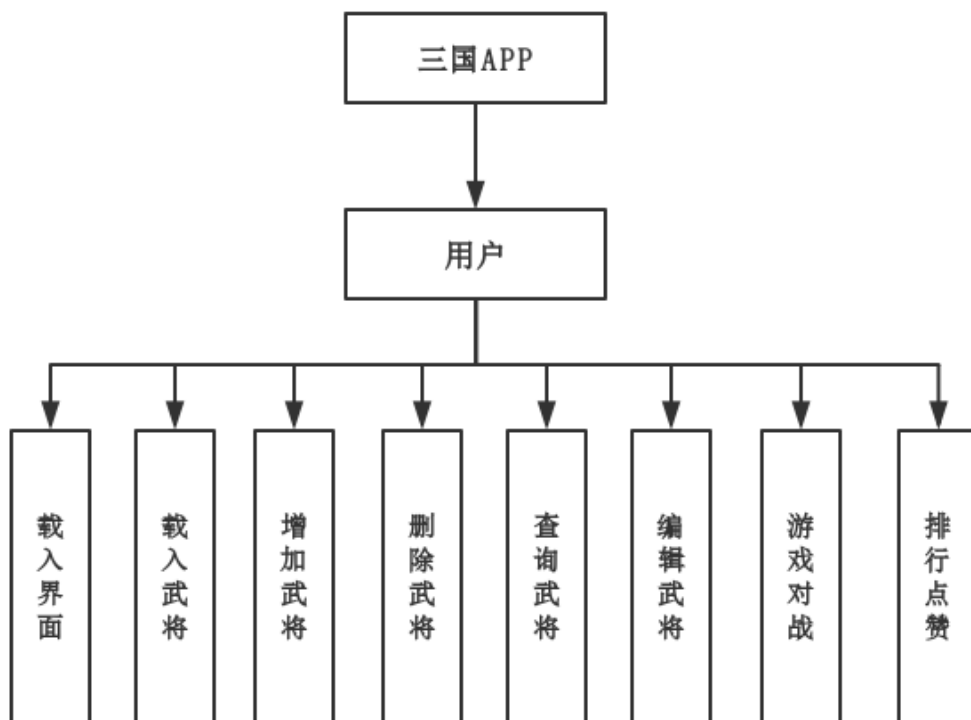 三国APP
用户
载入界面
载入武将
增加武将
删除武将
查询武将
编辑武将
游戏对战
排行点赞